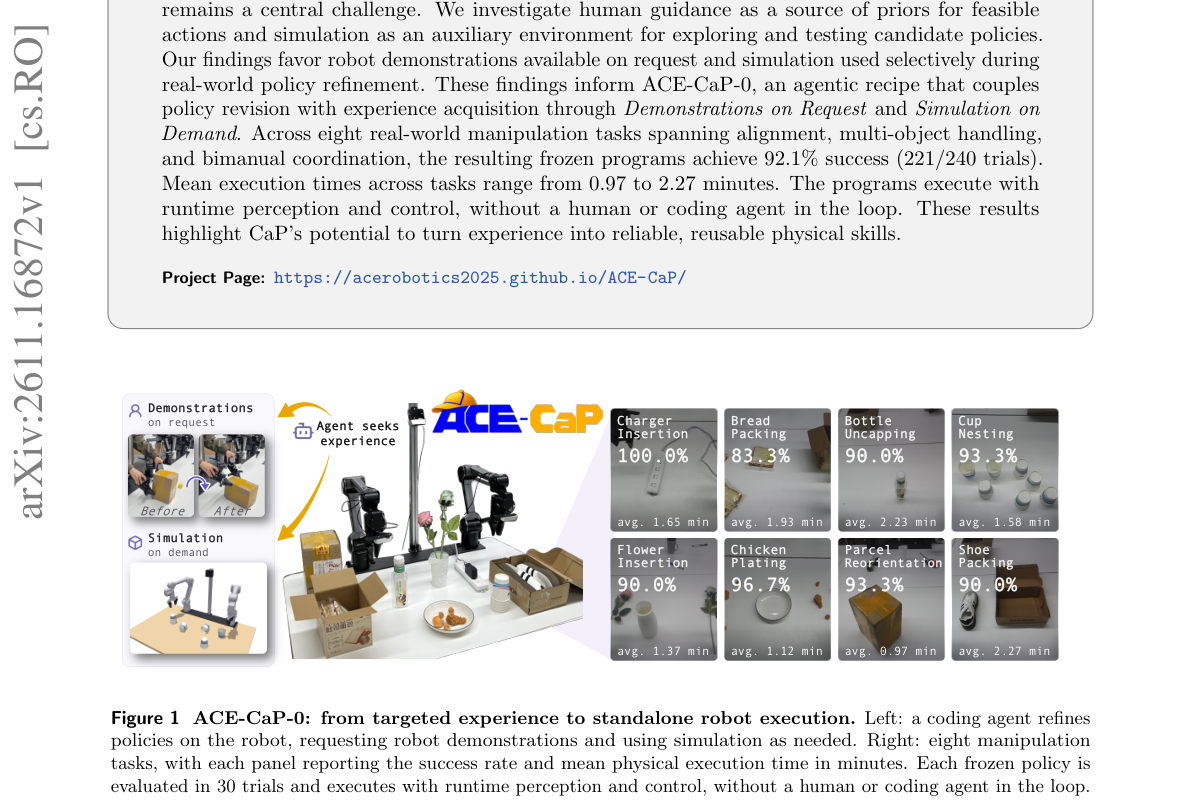 arXiv:2611.16872v1 [cs.RO]
remains a central challenge. We investigate human guidance as a source of priors for feasible
actions and simulation as an auxiliary environment for exploring and testing candidate policies.
Our findings favor robot demonstrations available on request and simulation used selectively during
real-world policy refinement. These findings inform ACE-CaP-0, an agentic recipe that couples
policy revision with experience acquisition through Demonstrations on Request and Simulation on
Demand. Across eight real-world manipulation tasks spanning alignment, multi-object handling,
and bimanual coordination, the resulting frozen programs achieve 92.1% success (221/240 trials).
Mean execution times across tasks range from 0.97 to 2.27 minutes. The programs execute with
runtime perception and control, without a human or coding agent in the loop. These results
highlight CaP's potential to turn experience into reliable, reusable physical skills.
Project Page: https://acerobotics2025.github.io/ACE-CaP/
Demonstrations
on request
Before
After
Simulation
on demand
Agent seeks
experience
ACE-CaP
Charger
Insertion
100.0%
avg. 1.65 min
Bread
Packing
83.3%
avg. 1.93 min
Bottle
Uncapping
90.0%
avg. 2.23 min
Cup
Nesting
93.3%
avg. 1.58 min
Flower
Insertion
90.0%
avg. 1.37 min
Chicken
Plating
96.7%
avg. 1.12 min
Parcel
Reorientation
93.3%
avg. 0.97 min
Shoe
Packing
90.0%
avg. 2.27 min
Figure 1 ACE-CaP-0: from targeted experience to standalone robot execution. Left: a coding agent refines
policies on the robot, requesting robot demonstrations and using simulation as needed. Right: eight manipulation
tasks, with each panel reporting the success rate and mean physical execution time in minutes. Each frozen policy is
evaluated in 30 trials and executes with runtime perception and control, without a human or coding agent in the loop.